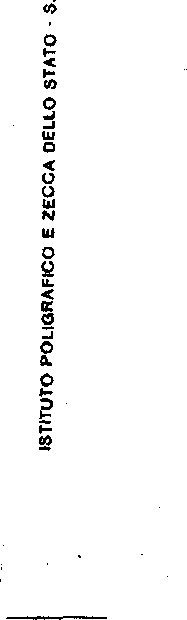 ISTITUTO POLIGRAFICO E ZECCA DELLO STATO - S.